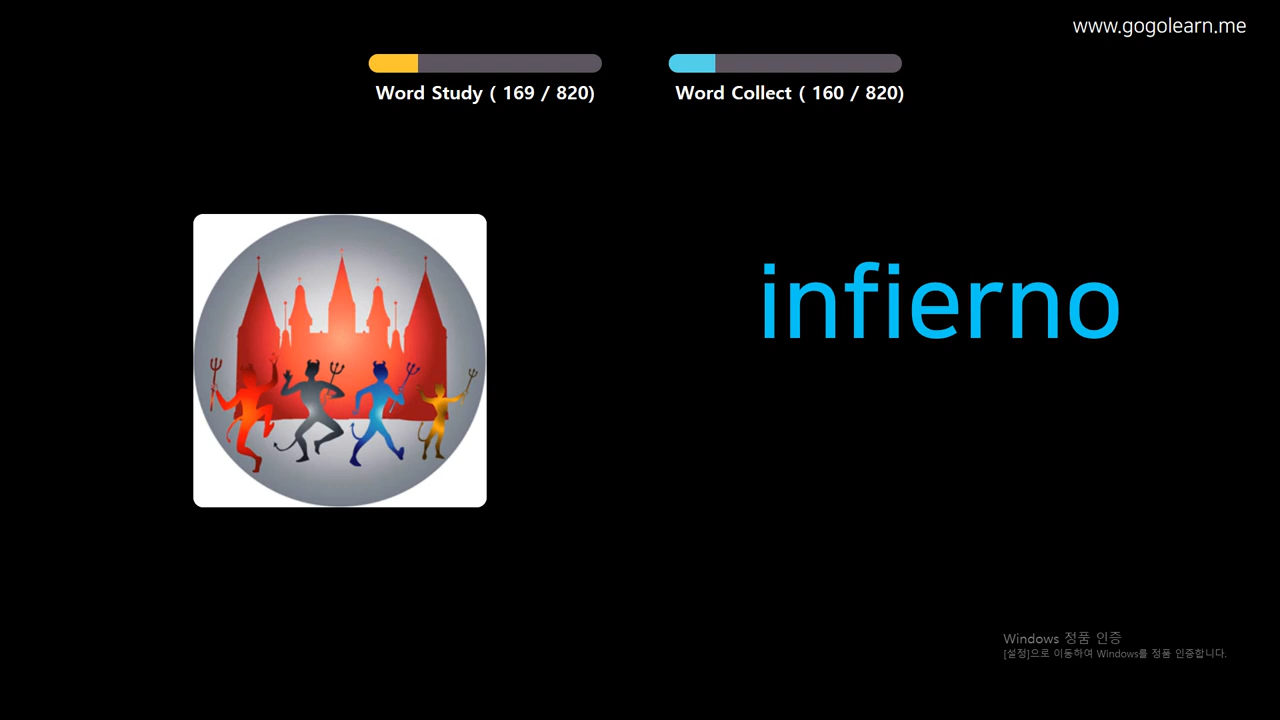 www.gogolearn.me
Word Study ( 169 / 820)
Word Collect ( 160 / 820)
infierno
Windows 정품 인증
[설정]으로 이동하여 Windows를 정품 인증합니다.